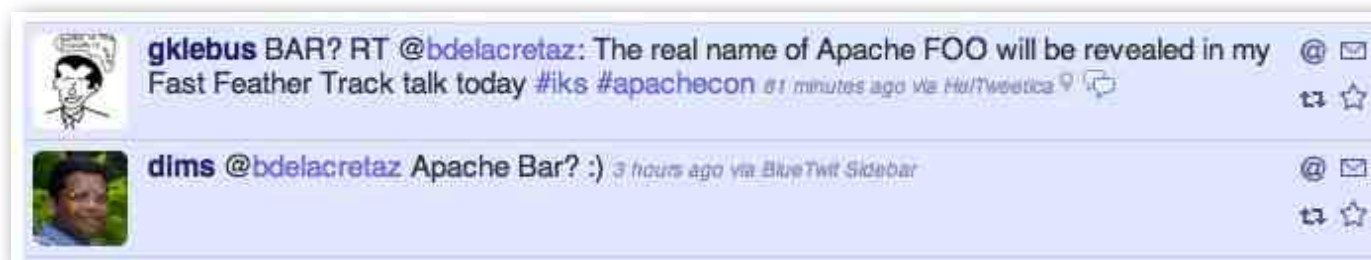 gklebus BAR? RT @bdelacretaz: The real name of Apache FOO will be revealed in my
Fast Feather Track talk today #iks #apachecon 81 minutes ago via HelTweetica
dims @bdelacretaz Apache Bar? :) 3 hours ago via BlueTwit Sidebar